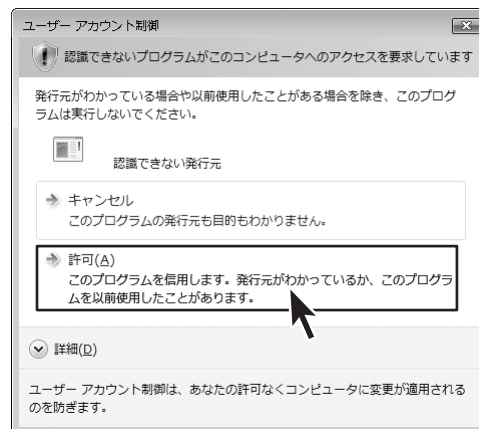 ユーザー アカウント制御
認識できないプログラムがこのコンピュータへのアクセスを要求しています
発行元がわかっている場合や以前使用したことがある場合を除き、このプログ
ラムは実行しないでください。
認識できない発行元
キャンセル
このプログラムの発行元も目的もわかりません。
許可(A)
このプログラムを信用します。発行元がわかっているか、このプログラ
ムを以前使用したことがあります。
詳細(D)
ユーザー アカウント制御は、あなたの許可なくコンピュータに変更が適用される
のを防ぎます。